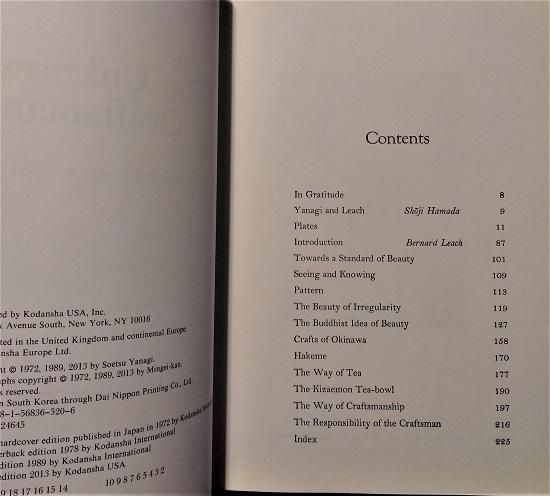 ed by Kodansha USA, Inc.
k Avenue South, New York, NY 10016
ted in the United Kingdom and continental Europe
nsha Europe Ltd.
ht © 1972, 1989, 2013 by Soetsu Yanagi.
phs copyright © 1972, 1989, 2013 by Mingei-kan.
s reserved.
n South Korea through Dai Nippon Printing Co., Ltd.
8-1-56836-520-6
24645
hardcover edition published in Japan in 1972 by Kodansha
erback edition 1978 by Kodansha International
edition 1989 by Kodansha International
edition 2013 by Kodansha USA
9 18 17 16 15 14 10 9 8 7 6 5 4 3 2
Contents
In Gratitude 8
Yanagi and Leach Shōji Hamada 9
Plates 11
Introduction Bernard Leach 87
Towards a Standard of Beauty 101
Seeing and Knowing 109
Pattern 113
The Beauty of Irregularity 119
The Buddhist Idea of Beauty 127
Crafts of Okinawa 158
Hakeme 170
The Way of Tea 177
The Kizaemon Tea-bowl 190
The Way of Craftsmanship 197
The Responsibility of the Craftsman 216
Index 225